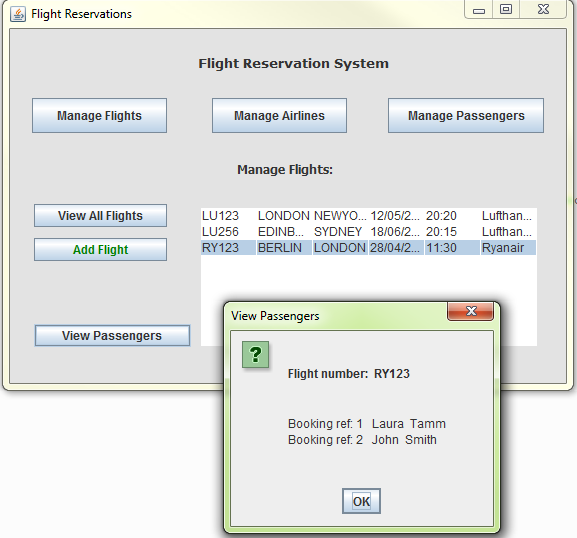 Flight Reservations
Flight Reservation System
Manage Flights Manage Airlines Manage Passengers
Manage Flights:
View All Flights
Add Flight
View Passengers
LU123 LONDON NEWYO... 12/05/2... 20:20 Lufthan...
LU256 EDINB... SYDNEY 18/06/2... 20:15 Lufthan...
RY123 BERLIN LONDON 28/04/2... 11:30 Ryanair
View Passengers
?
Flight number: RY123
Booking ref: 1 Laura Tamm
Booking ref: 2 John Smith
OK